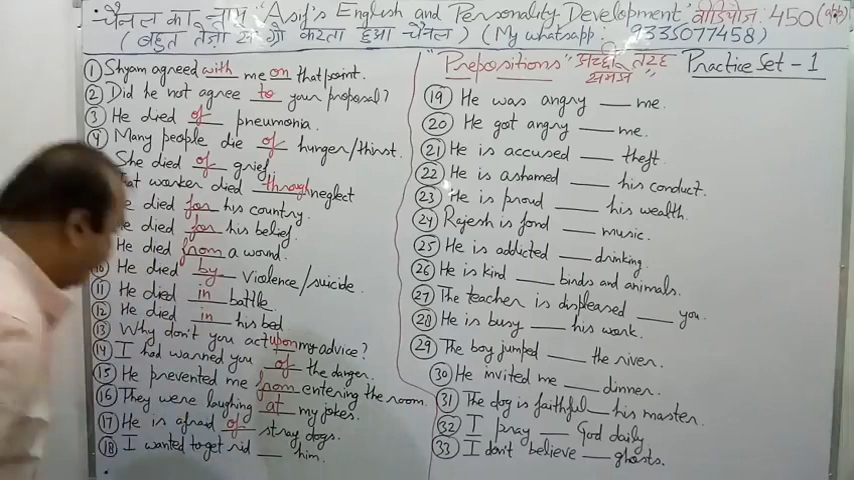 • चैनल का नाम "Asif's English and Personality Development" वीडियोज: 450 (approx)
( बहुत तेज़ी से ग्रो करता हुआ चैनल ) (My whatsapp : 9335077458)
"Prepositions" अच्छी तरह समझें" Practice Set - 1
1 Shyam agreed with me on that point.
2 Did he not agree to your proposal?
3 He died of pneumonia.
4 Many people die of hunger/thirst.
She died of grief.
worker died through neglect
died for his country.
died for his belief.
He died from a wound.
10 He died by violence/suicide.
11 He died in battle.
12 He died in his bed.
13 Why don't you act upon my advice?
14 I had warned you of the danger.
15 He prevented me from entering the room.
16 They were laughing at my jokes.
17 He is afraid of stray dogs.
18 I wanted to get rid ___ him.
19 He was angry ___ me.
20 He got angry ___ me.
21 He is accused ___ theft.
22 He is ashamed ___ his conduct.
23 He is proud ___ his wealth.
24 Rajesh is fond ___ music.
25 He is addicted ___ drinking.
26 He is kind ___ birds and animals.
27 The teacher is displeased ___ you.
28 He is busy ___ his work.
29 The boy jumped ___ the river.
30 He invited me ___ dinner.
31 The dog is faithful ___ his master.
32 I pray ___ God daily.
33 I don't believe ___ ghosts.